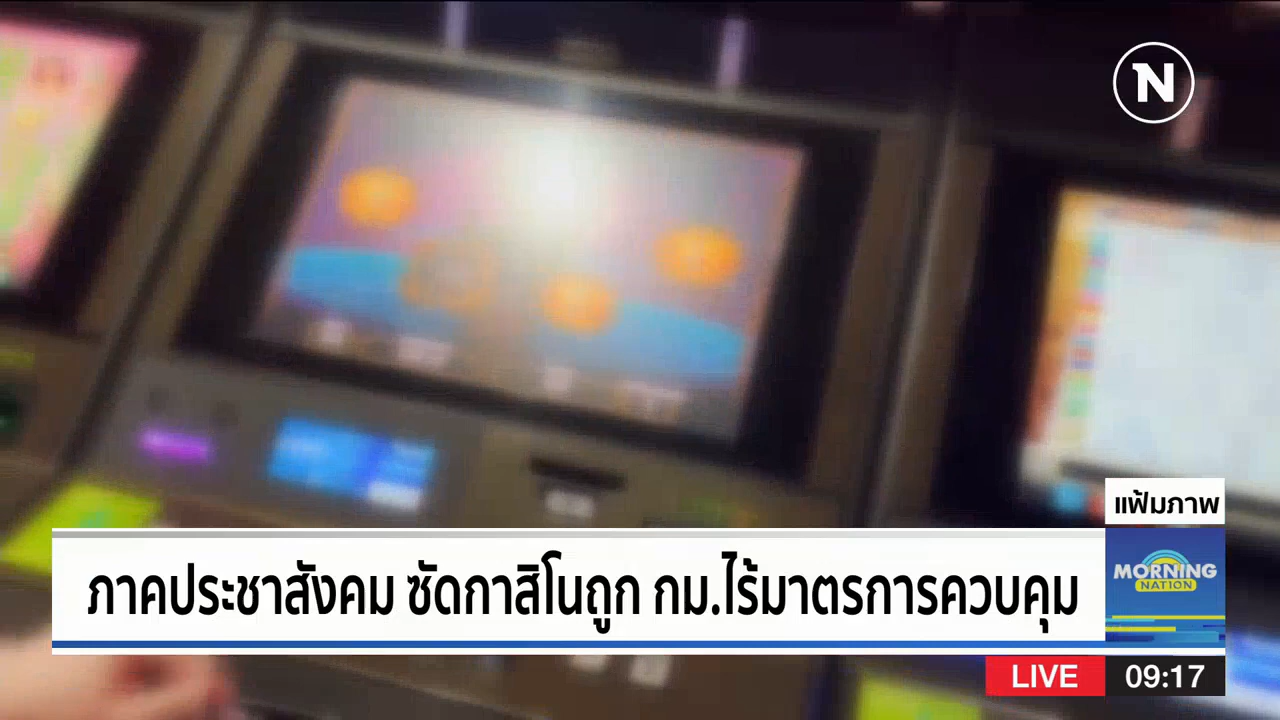 N
แฟ้มภาพ
ภาคประชาสังคม ซัดกาสิโนถูก กม.ไร้มาตรการควบคุม
MORNING
NATION
LIVE 09:17